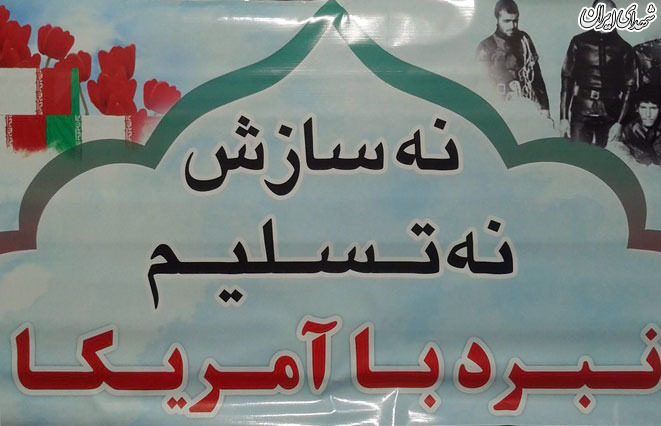 شهدای ایران
نه سازش
نه تسلیم
نبرد با آمریکا